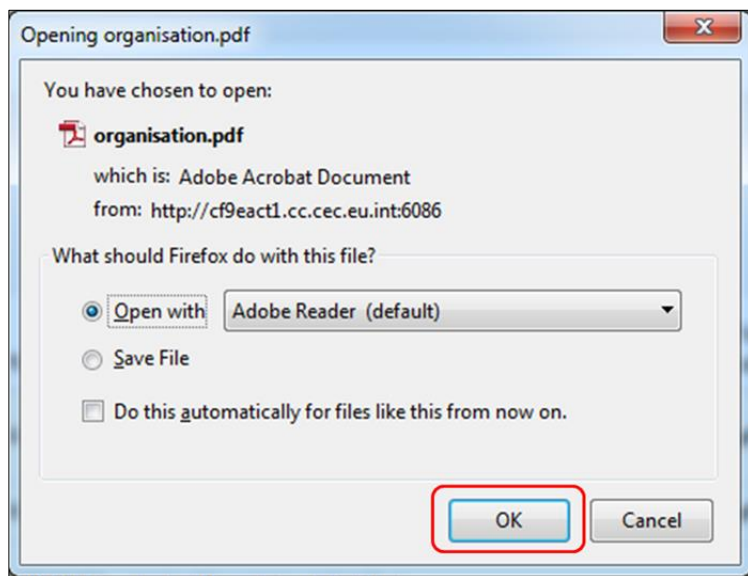 Opening organisation.pdf
You have chosen to open:
organisation.pdf
which is: Adobe Acrobat Document
from: http://cf9eact1.cc.cec.eu.int:6086
What should Firefox do with this file?
Open with Adobe Reader (default)
Save File
Do this automatically for files like this from now on.
OK Cancel